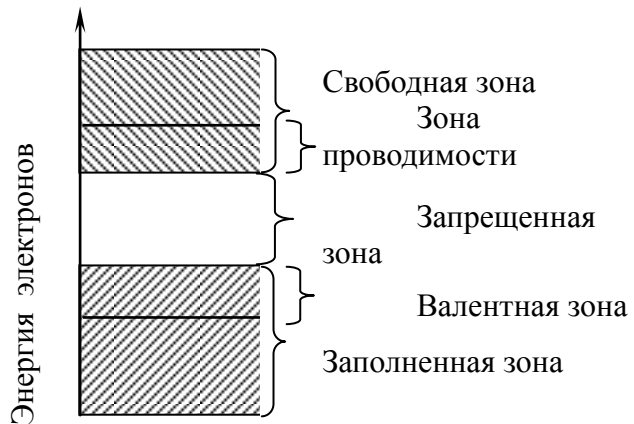 Свободная зона
Зона
проводимости
Запрещенная
зона
Валентная зона
Заполненная зона
Энергия электронов